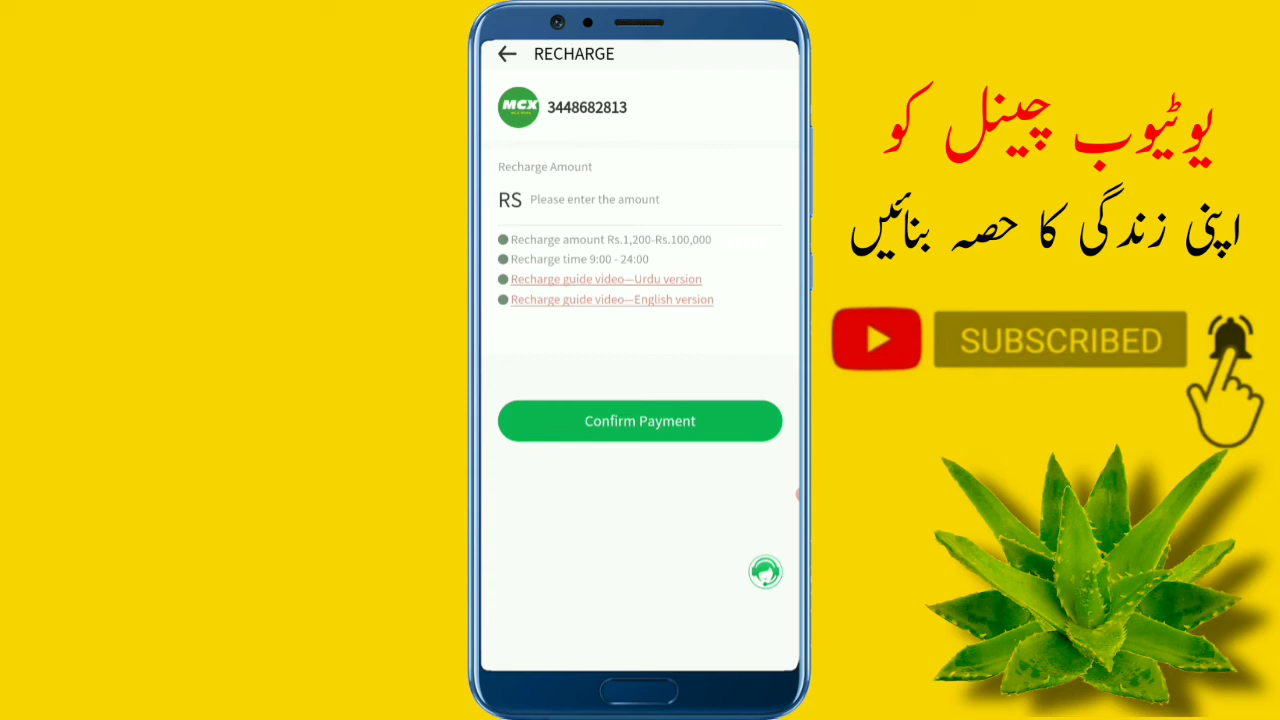 RECHARGE
MCX
3448682813
Recharge Amount
RS Please enter the amount
Recharge amount Rs.1,200-Rs.100,000
Recharge time 9:00 - 24:00
Recharge guide video—Urdu version
Recharge guide video—English version
Confirm Payment
یوٹیوب چینل کو
اپنی زندگی کا حصہ بنائیں
SUBSCRIBED